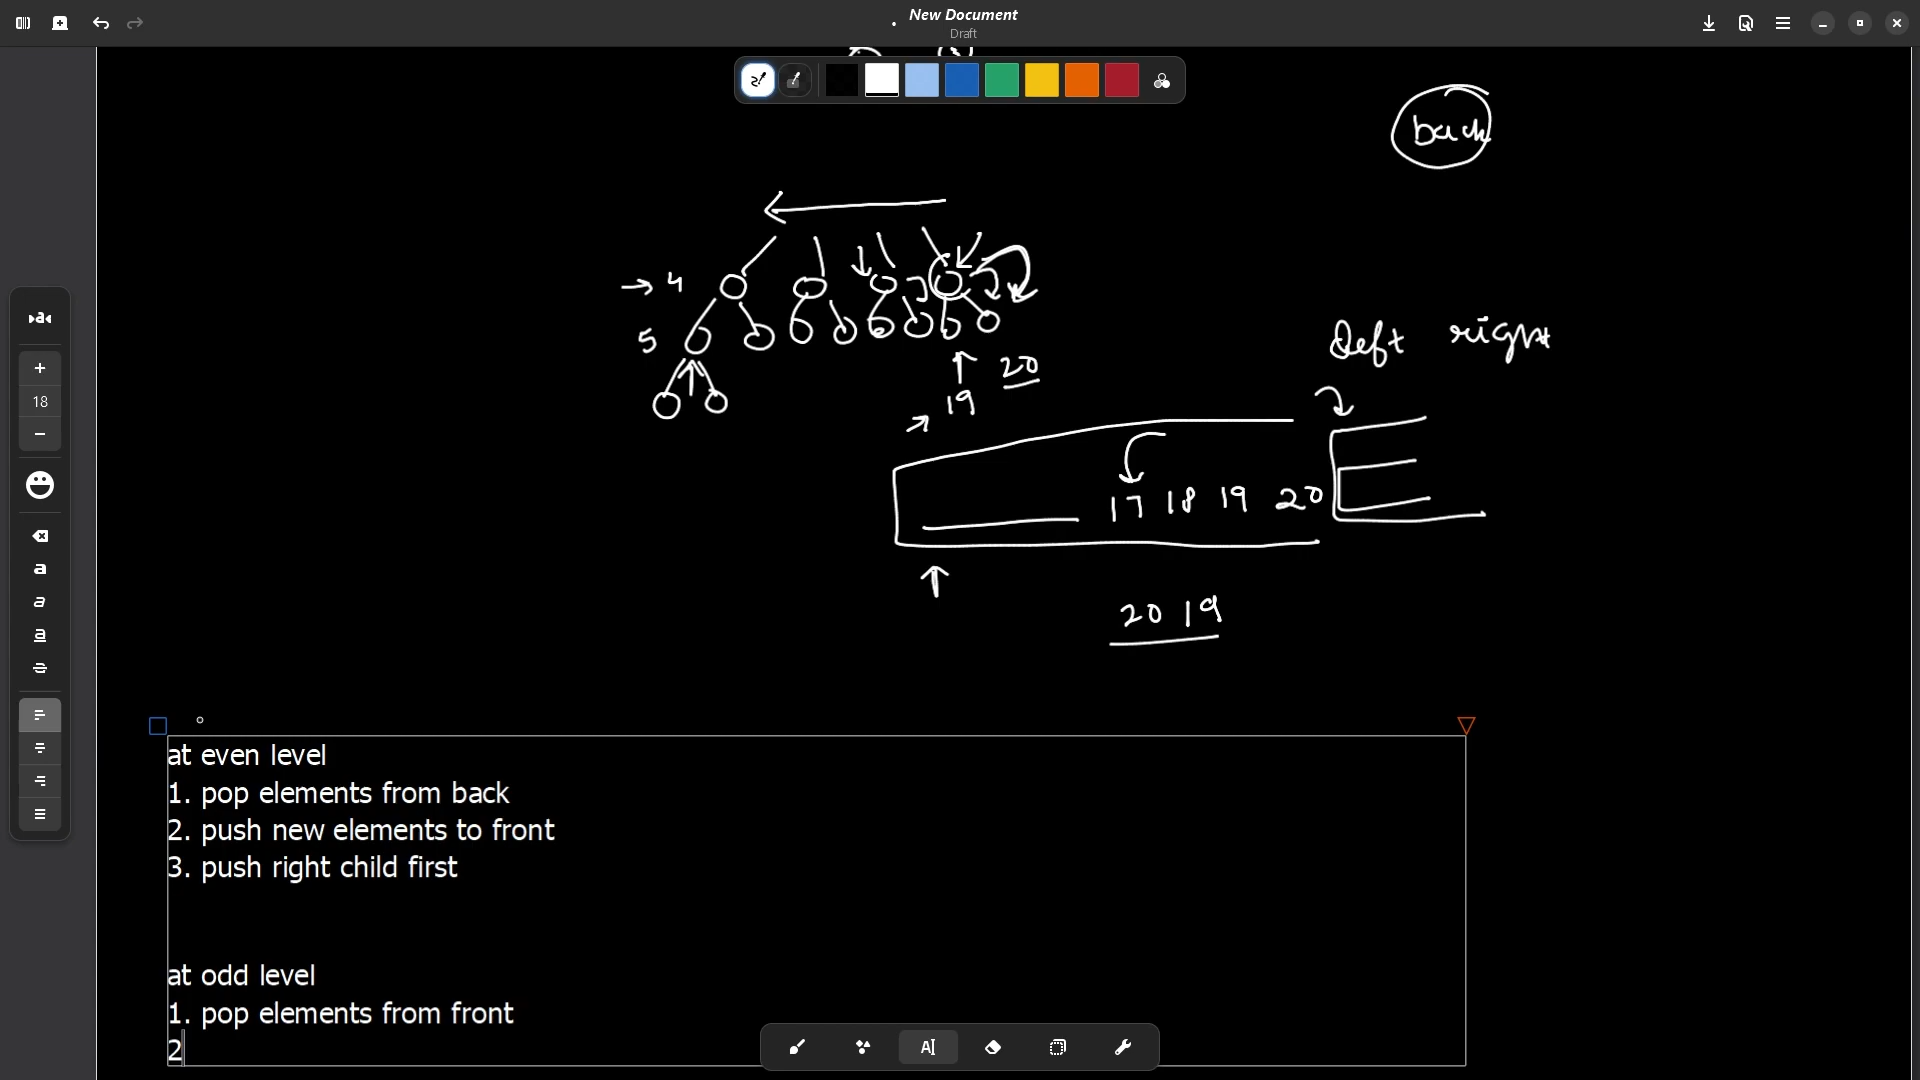 New Document
Draft
back
→ 4
5
20
19
left right
17 18 19 20
20 19
18
at even level
1. pop elements from back
2. push new elements to front
3. push right child first
at odd level
1. pop elements from front
2